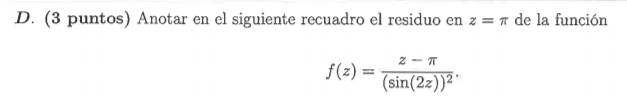 D. (3 puntos) Anotar en el siguiente recuadro el residuo en z = π de la función
f(z) = z − π / (sin(2z))².